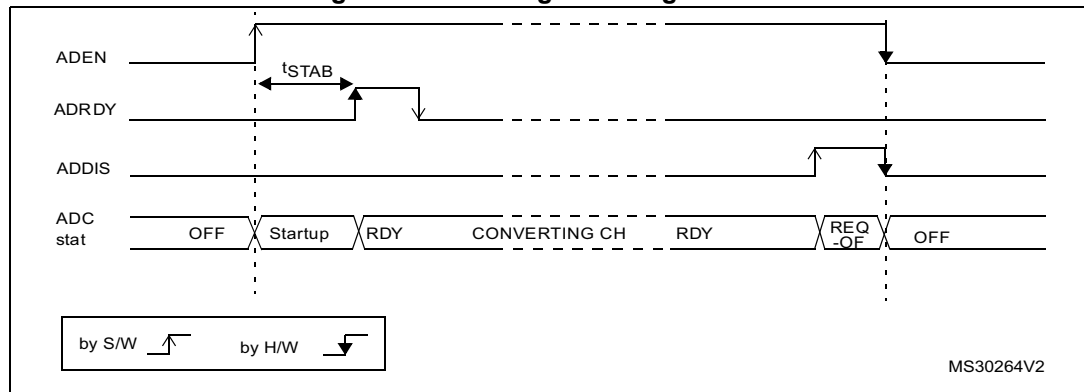 ADEN
tSTAB
ADRDY
ADDIS
ADC
stat
OFF Startup RDY CONVERTING CH RDY REQ
-OF OFF
by S/W by H/W
MS30264V2